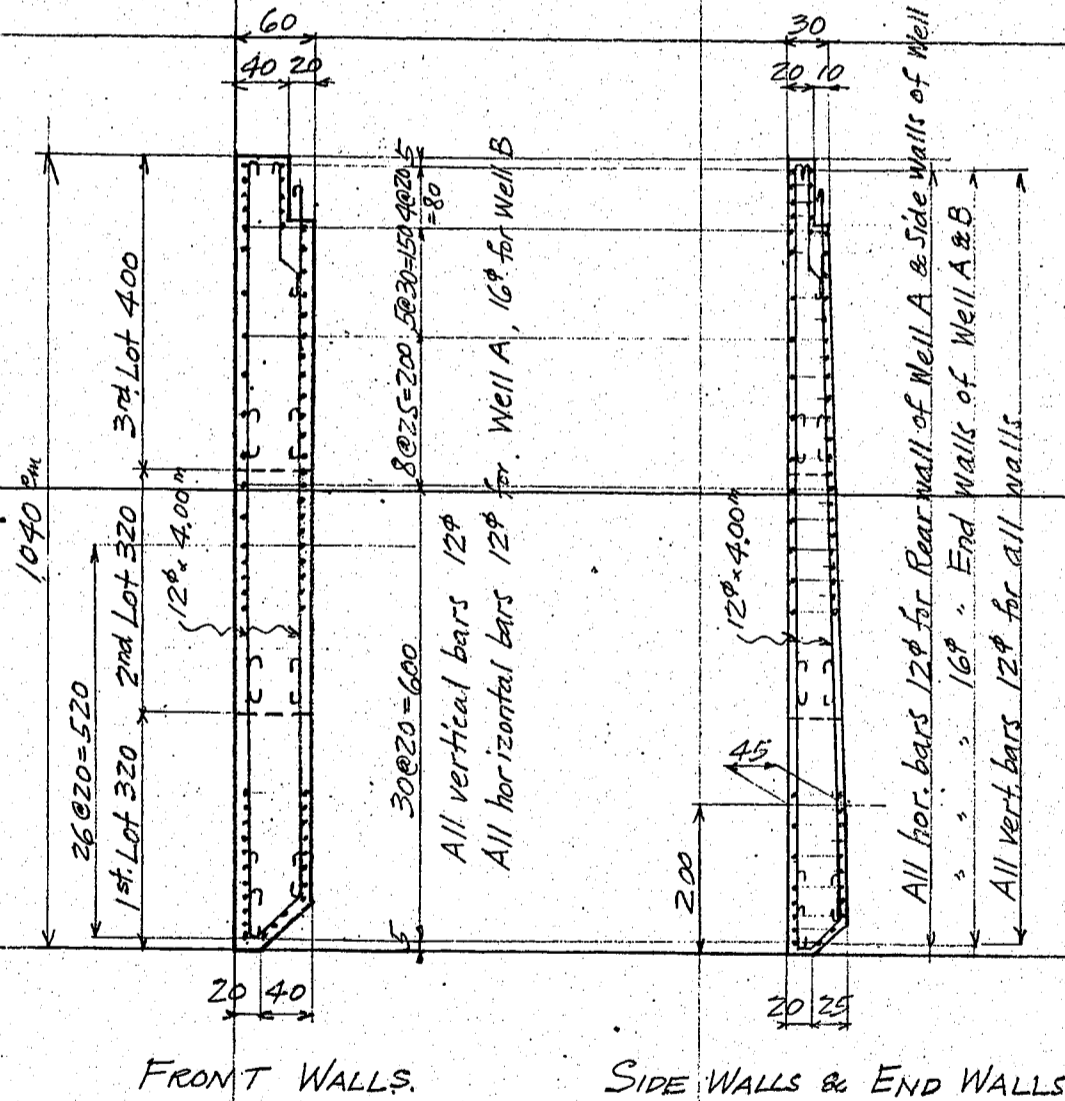 60
40 20
30
20 10
1040 cm
3rd Lot 400
2nd Lot 320
1st. Lot 320
26@20=520
12φ x 4.00m
5
4@20
=80
5@30=150
8@25=200
30@20=600
5
All vertical bars 12φ
All horizontal bars 12φ for Well A, 16φ for Well B
20 40
FRONT WALLS.
12φ x 4.00m
45
200
20 25
All hor. bars 12φ for Rear wall of Well A & Side Walls of Well
" " " 16φ " End walls of Well A & B
All vert. bars 12φ for all walls
SIDE WALLS & END WALLS